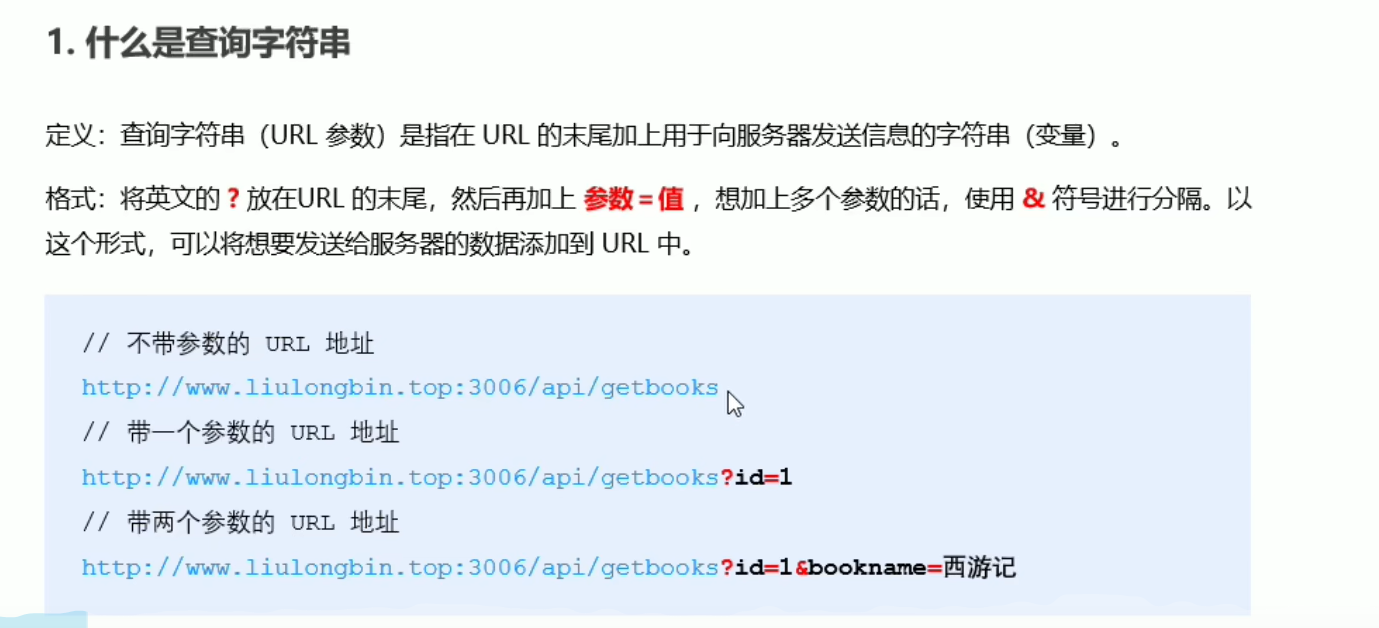 1. 什么是查询字符串
定义：查询字符串（URL 参数）是指在 URL 的末尾加上用于向服务器发送信息的字符串（变量）。
格式：将英文的 ? 放在URL 的末尾，然后再加上 参数=值 ，想加上多个参数的话，使用 & 符号进行分隔。以
这个形式，可以将想要发送给服务器的数据添加到 URL 中。
// 不带参数的 URL 地址
http://www.liulongbin.top:3006/api/getbooks
// 带一个参数的 URL 地址
http://www.liulongbin.top:3006/api/getbooks?id=1
// 带两个参数的 URL 地址
http://www.liulongbin.top:3006/api/getbooks?id=1&bookname=西游记